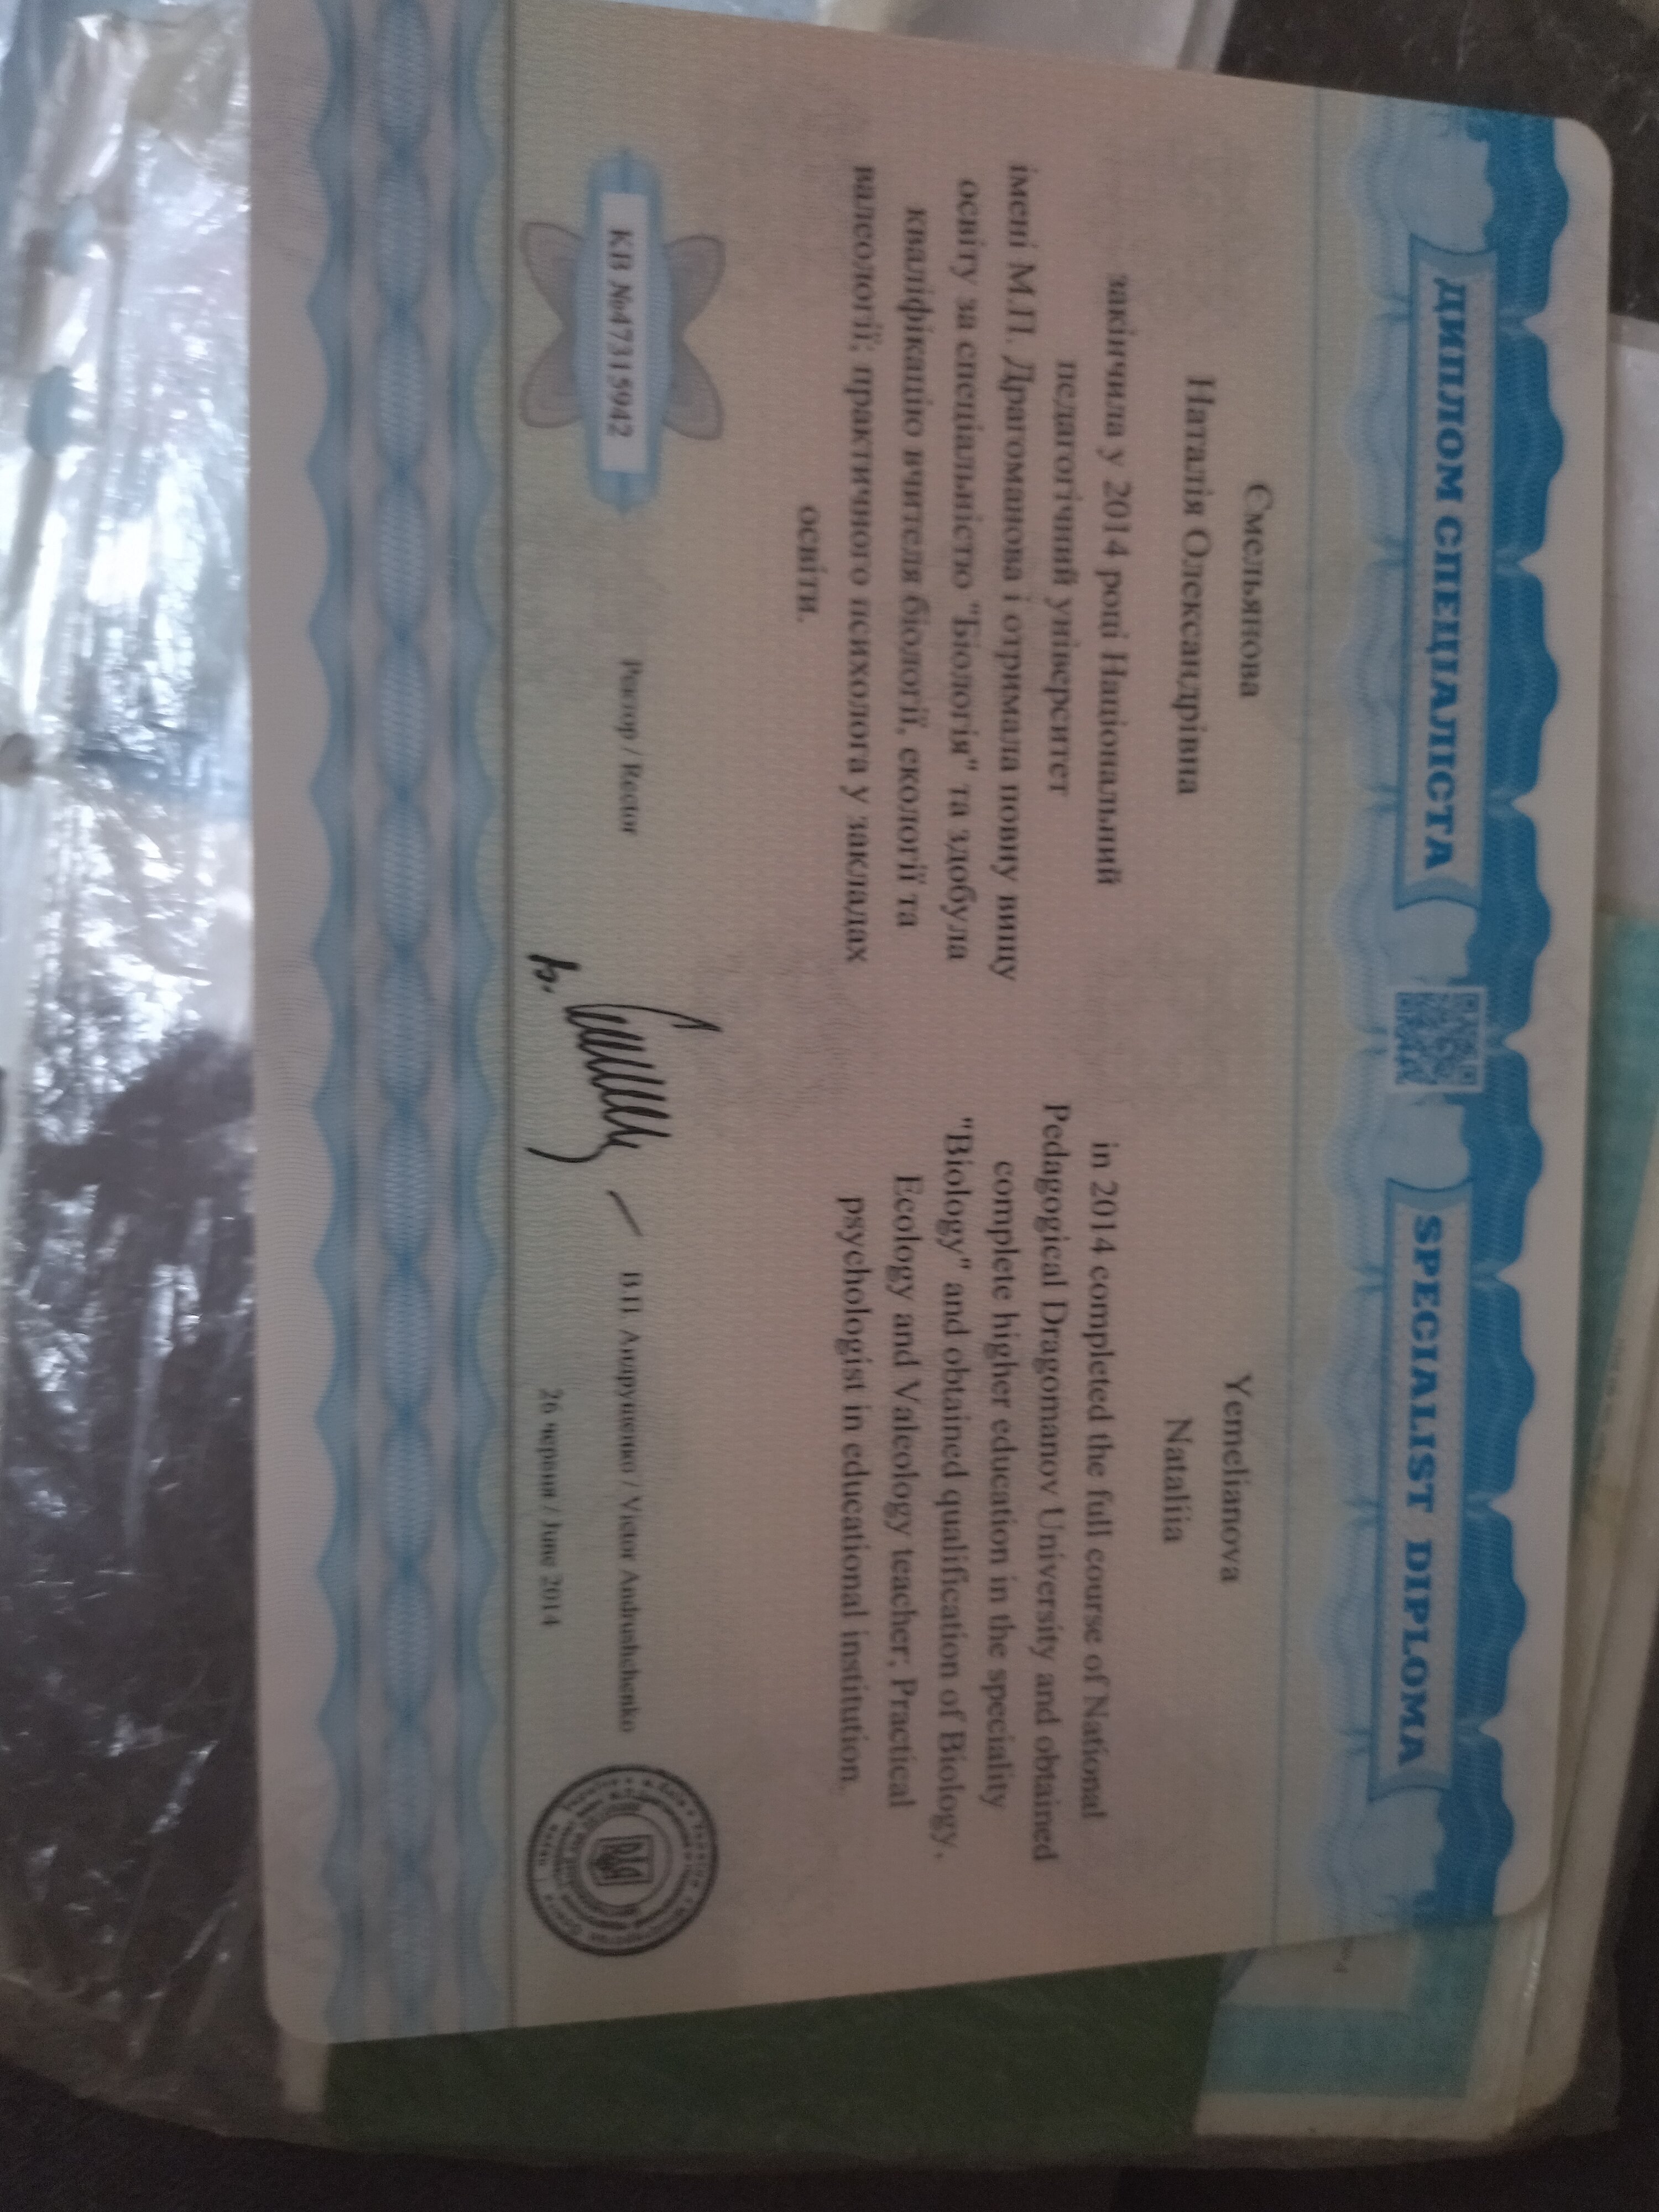 ДИПЛОМ СПЕЦІАЛІСТА
Ємельянова
Наталія Олександрівна
закінчила у 2014 році Національний
педагогічний університет
імені М.П. Драгоманова і отримала повну вищу
освіту за спеціальністю "Біологія" та здобула
кваліфікацію вчителя біології, екології та
валеології; практичного психолога у закладах
освіти.
КВ №47315942
SPECIALIST DIPLOMA
Yemelianova
Nataliia
in 2014 completed the full course of National
Pedagogical Dragomanov University and obtained
complete higher education in the speciality
"Biology" and obtained qualification of Biology,
Ecology and Valeology teacher; Practical
psychologist in educational institution.
Ректор / Rector
В.П. Андрущенко / Victor Andrushchenko
26 червня / June 2014